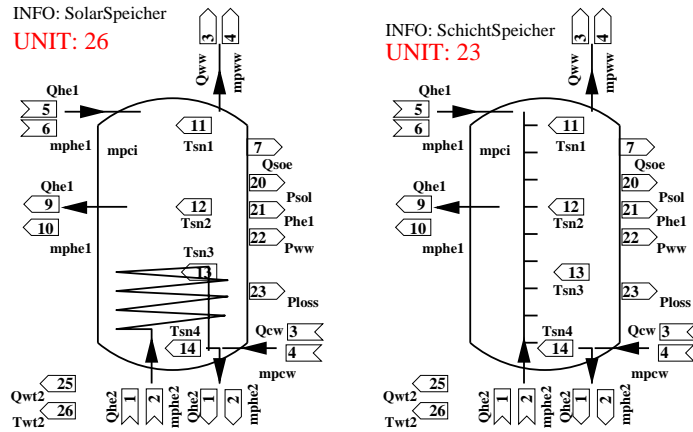 INFO: SolarSpeicher
UNIT: 26
Qww
3
4
mpww
Qhe1
5
6
mphe1
mpci
11
Tsn1
7
Qsoe
20
Psol
Qhe1
9
10
mphe1
12
Tsn2
21
Phe1
22
Pww
Tsn3
13
23
Ploss
Tsn4
14
Qcw
3
4
mpcw
25
Qwt2
26
Twt2
Qhe2
1
2
mphe2
Qhe2
1
2
mphe2
INFO: SchichtSpeicher
UNIT: 23
Qww
3
4
mpww
Qhe1
5
6
mphe1
mpci
11
Tsn1
7
Qsoe
20
Psol
Qhe1
9
10
mphe1
12
Tsn2
21
Phe1
22
Pww
13
Tsn3
23
Ploss
Tsn4
14
Qcw
3
4
mpcw
25
Qwt2
26
Twt2
Qhe2
1
2
mphe2
Qhe2
1
2
mphe2